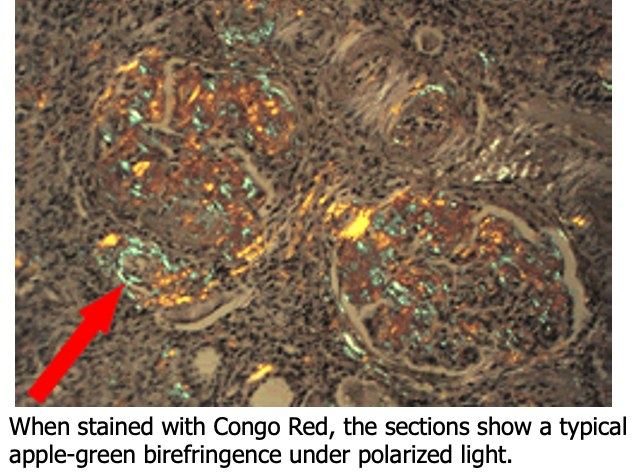 When stained with Congo Red, the sections show a typical
apple-green birefringence under polarized light.